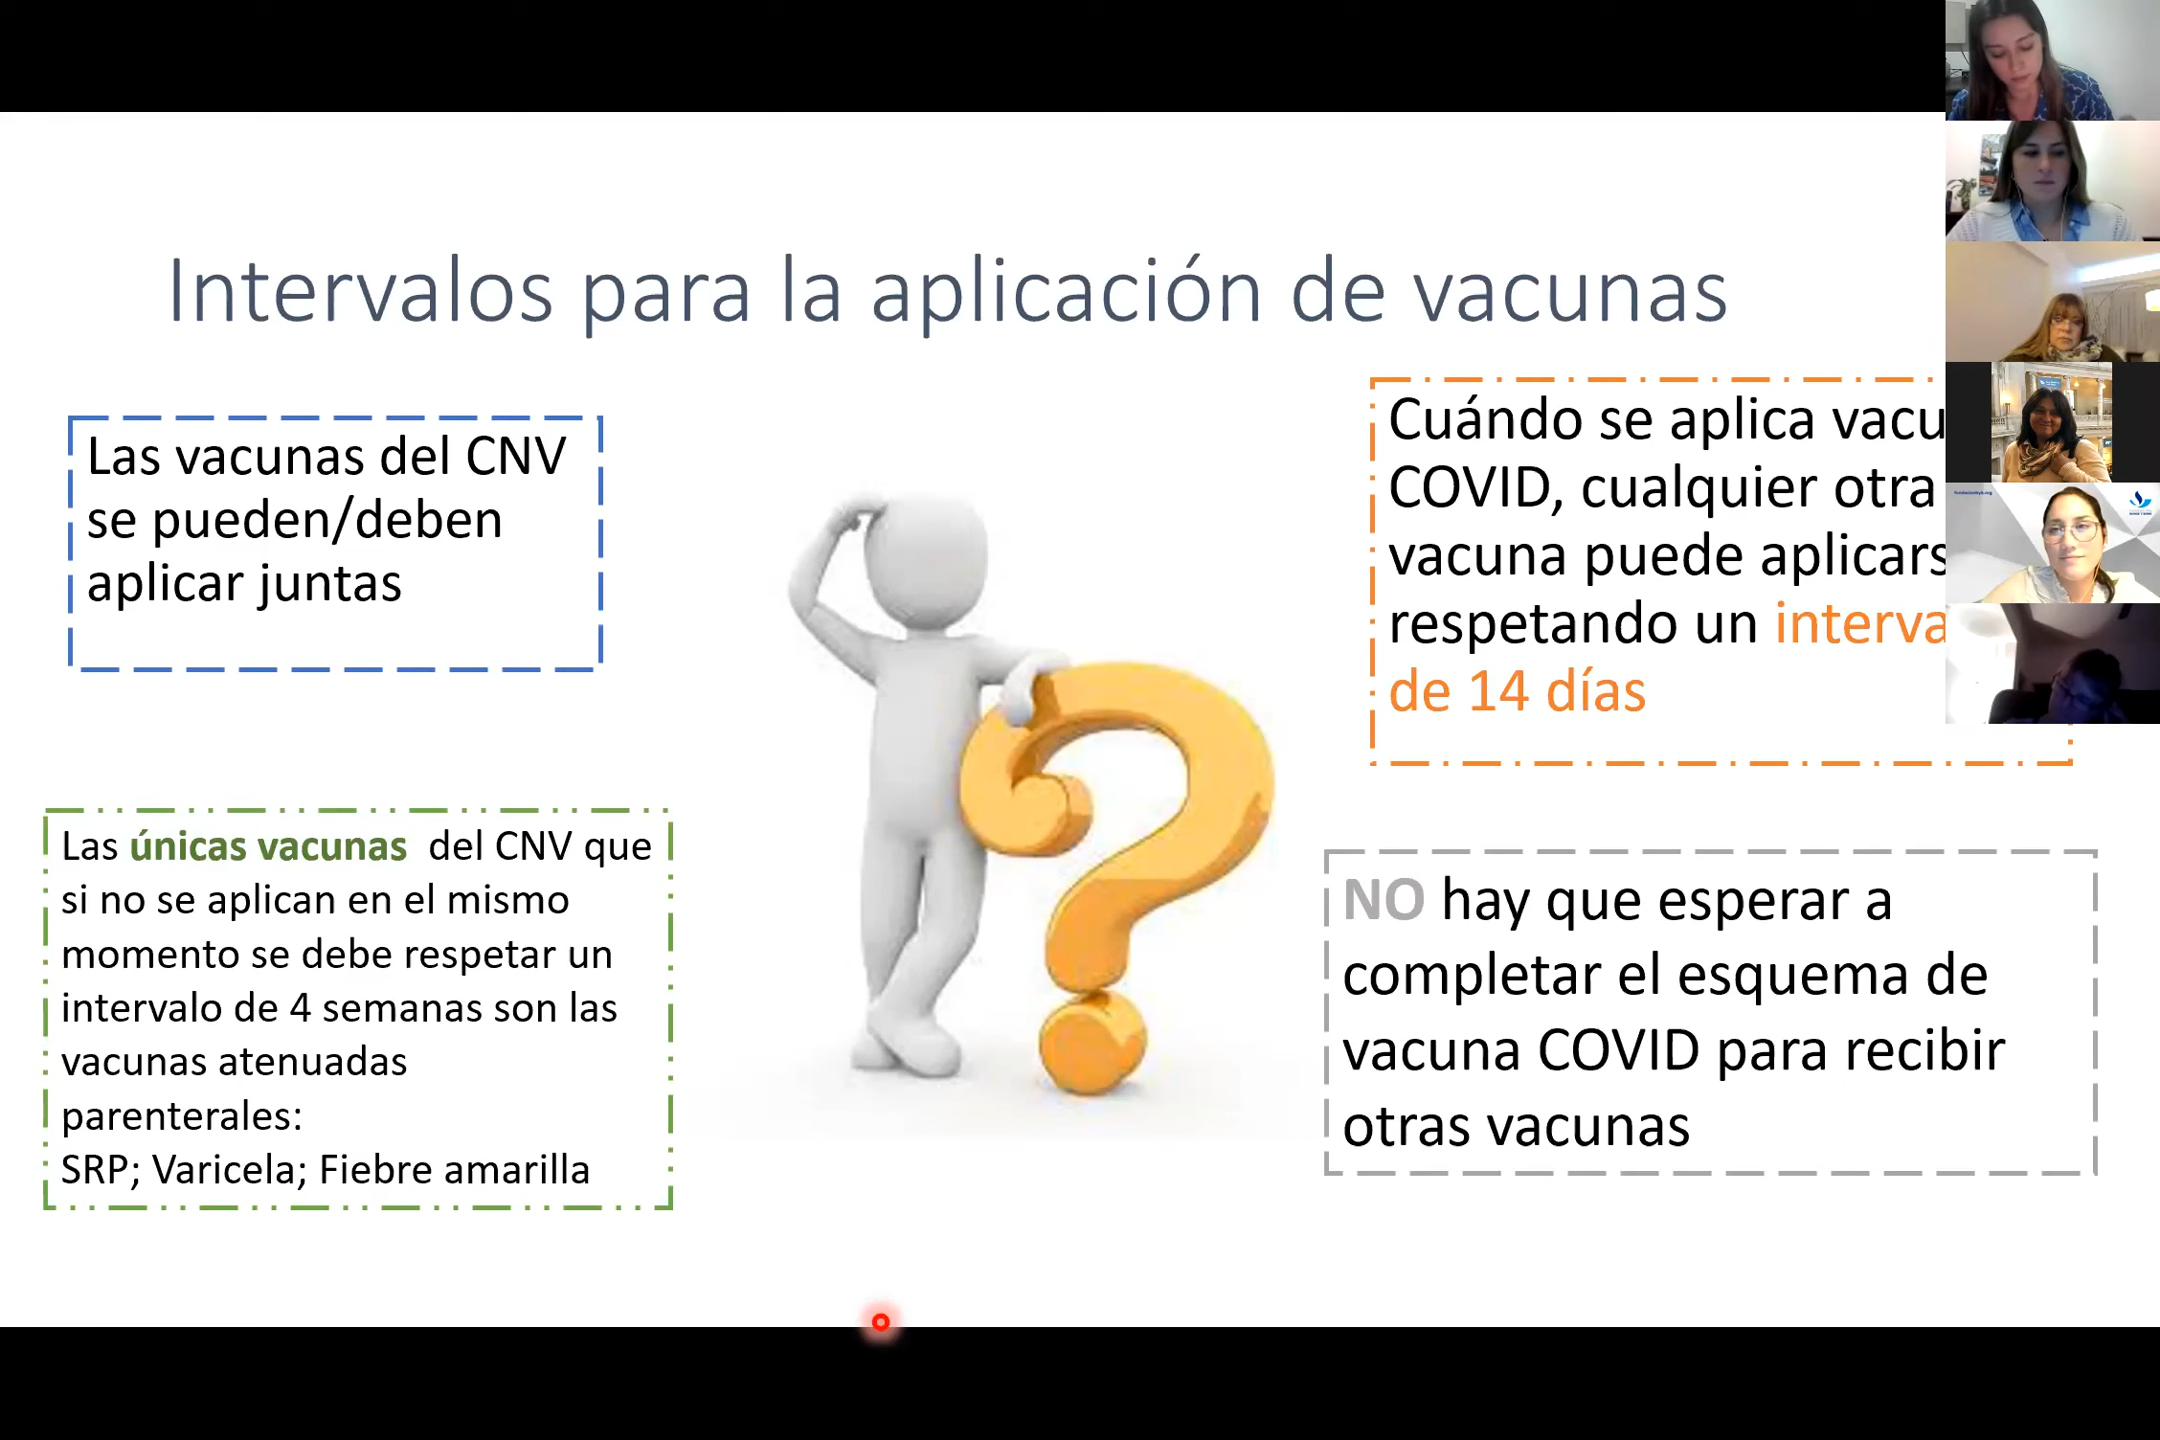 Intervalos para la aplicación de vacunas
Las vacunas del CNV
se pueden/deben
aplicar juntas
Cuándo se aplica vacu
COVID, cualquier otra
vacuna puede aplicars
respetando un interva
de 14 días
Las únicas vacunas del CNV que
si no se aplican en el mismo
momento se debe respetar un
intervalo de 4 semanas son las
vacunas atenuadas
parenterales:
SRP; Varicela; Fiebre amarilla
NO hay que esperar a
completar el esquema de
vacuna COVID para recibir
otras vacunas